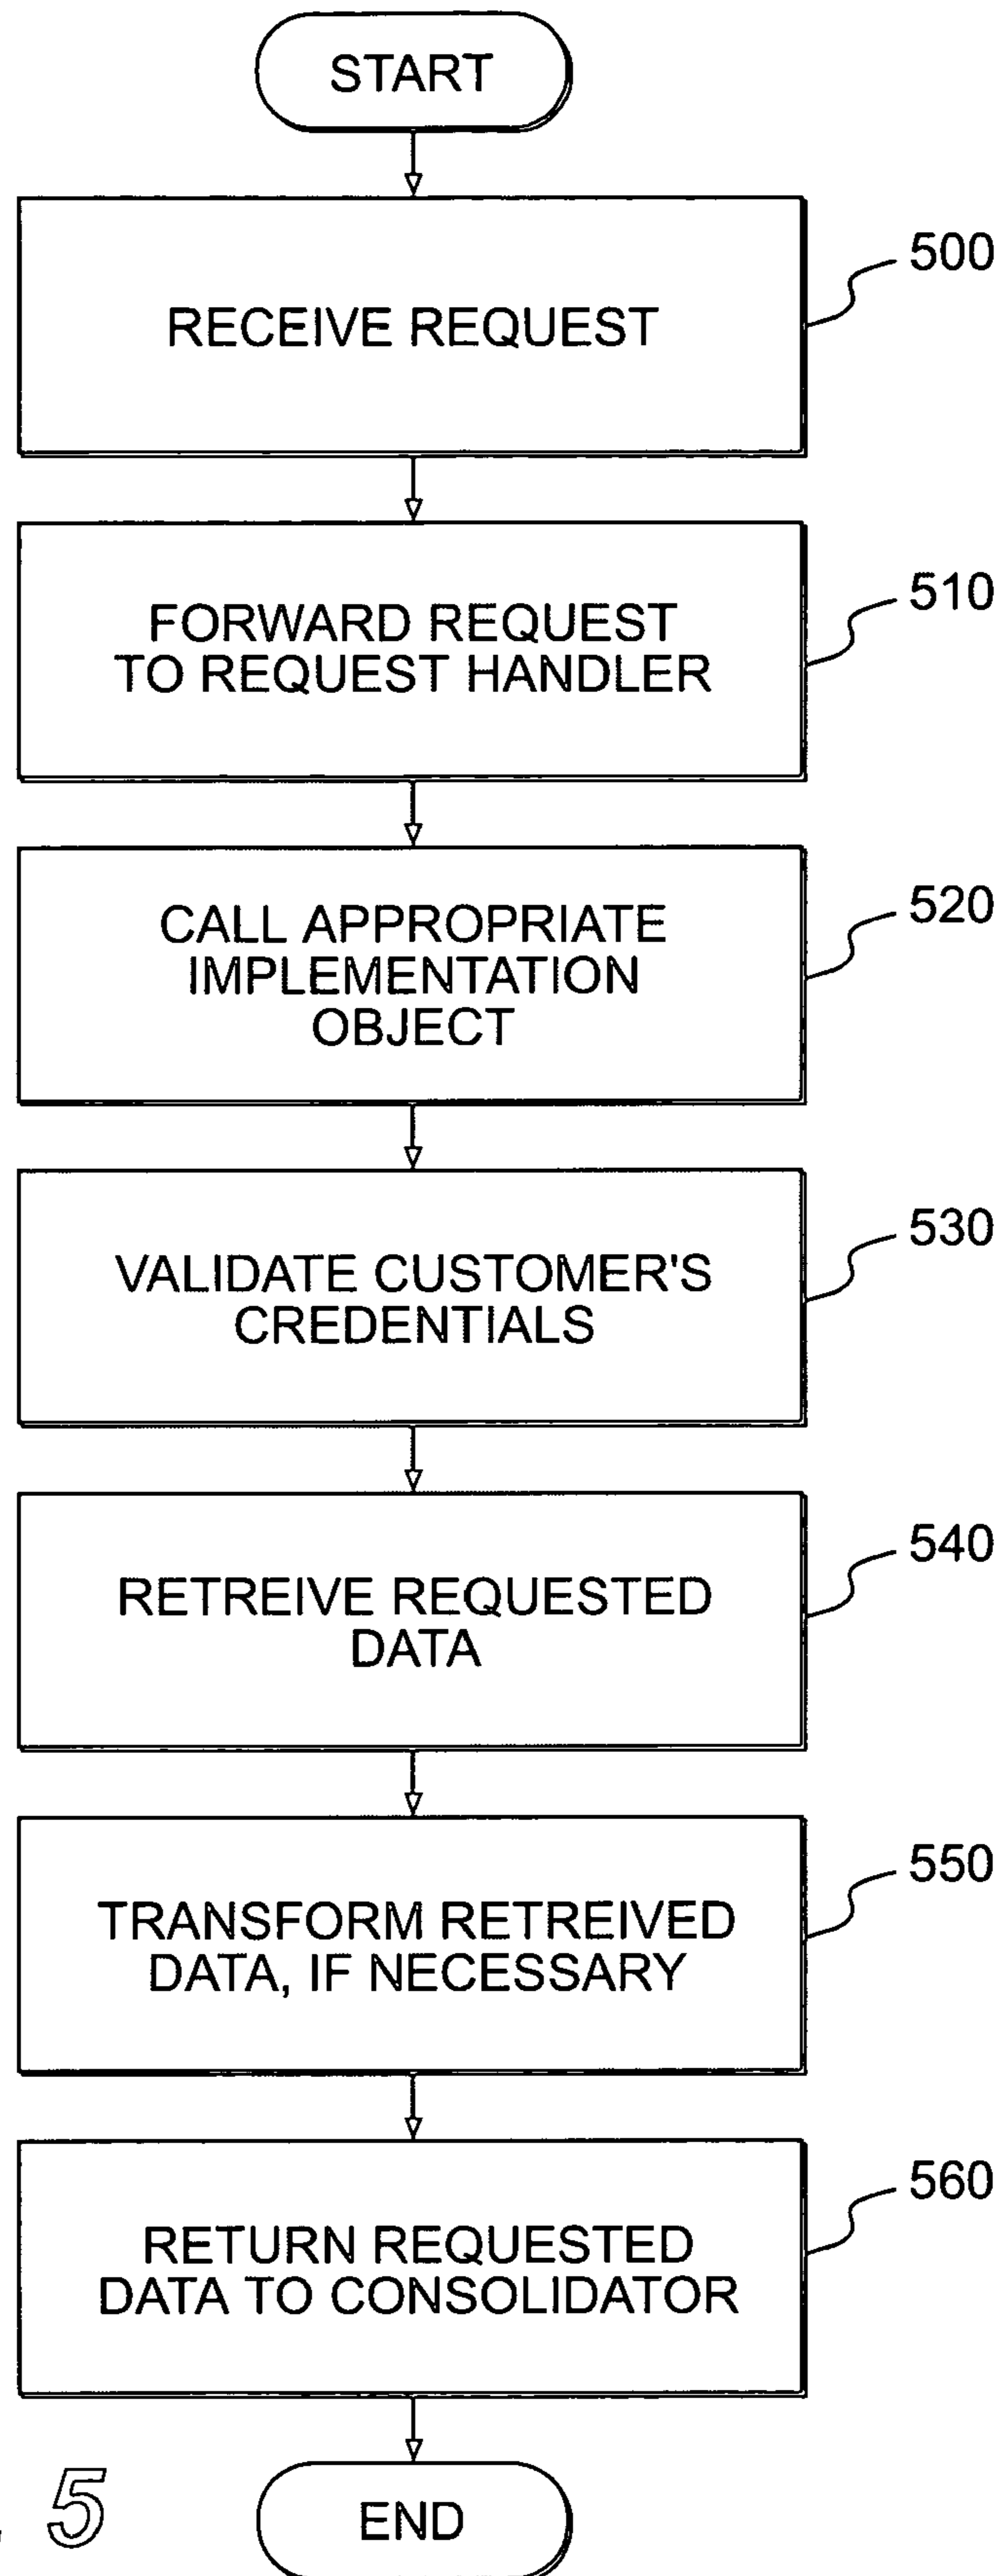 START
RECEIVE REQUEST
500
FORWARD REQUEST
TO REQUEST HANDLER
510
CALL APPROPRIATE
IMPLEMENTATION
OBJECT
520
VALIDATE CUSTOMER'S
CREDENTIALS
530
RETREIVE REQUESTED
DATA
540
TRANSFORM RETREIVED
DATA, IF NECESSARY
550
RETURN REQUESTED
DATA TO CONSOLIDATOR
560
END
5